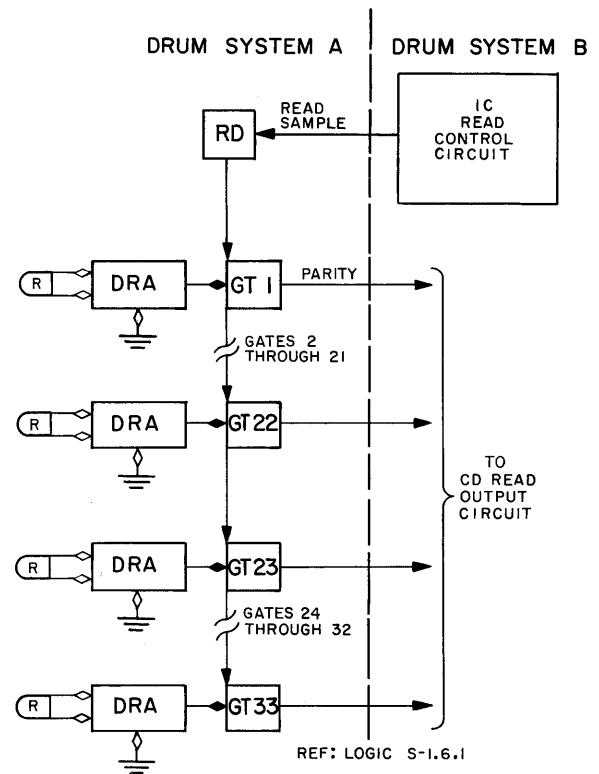 DRUM SYSTEM A
DRUM SYSTEM B
IC
READ
CONTROL
CIRCUIT
READ
SAMPLE
RD
R
DRA
GT 1
PARITY
GATES 2
THROUGH 21
R
DRA
GT22
TO
CD READ
OUTPUT
CIRCUIT
R
DRA
GT23
GATES 24
THROUGH 32
R
DRA
GT33
REF: LOGIC S-1.6.1